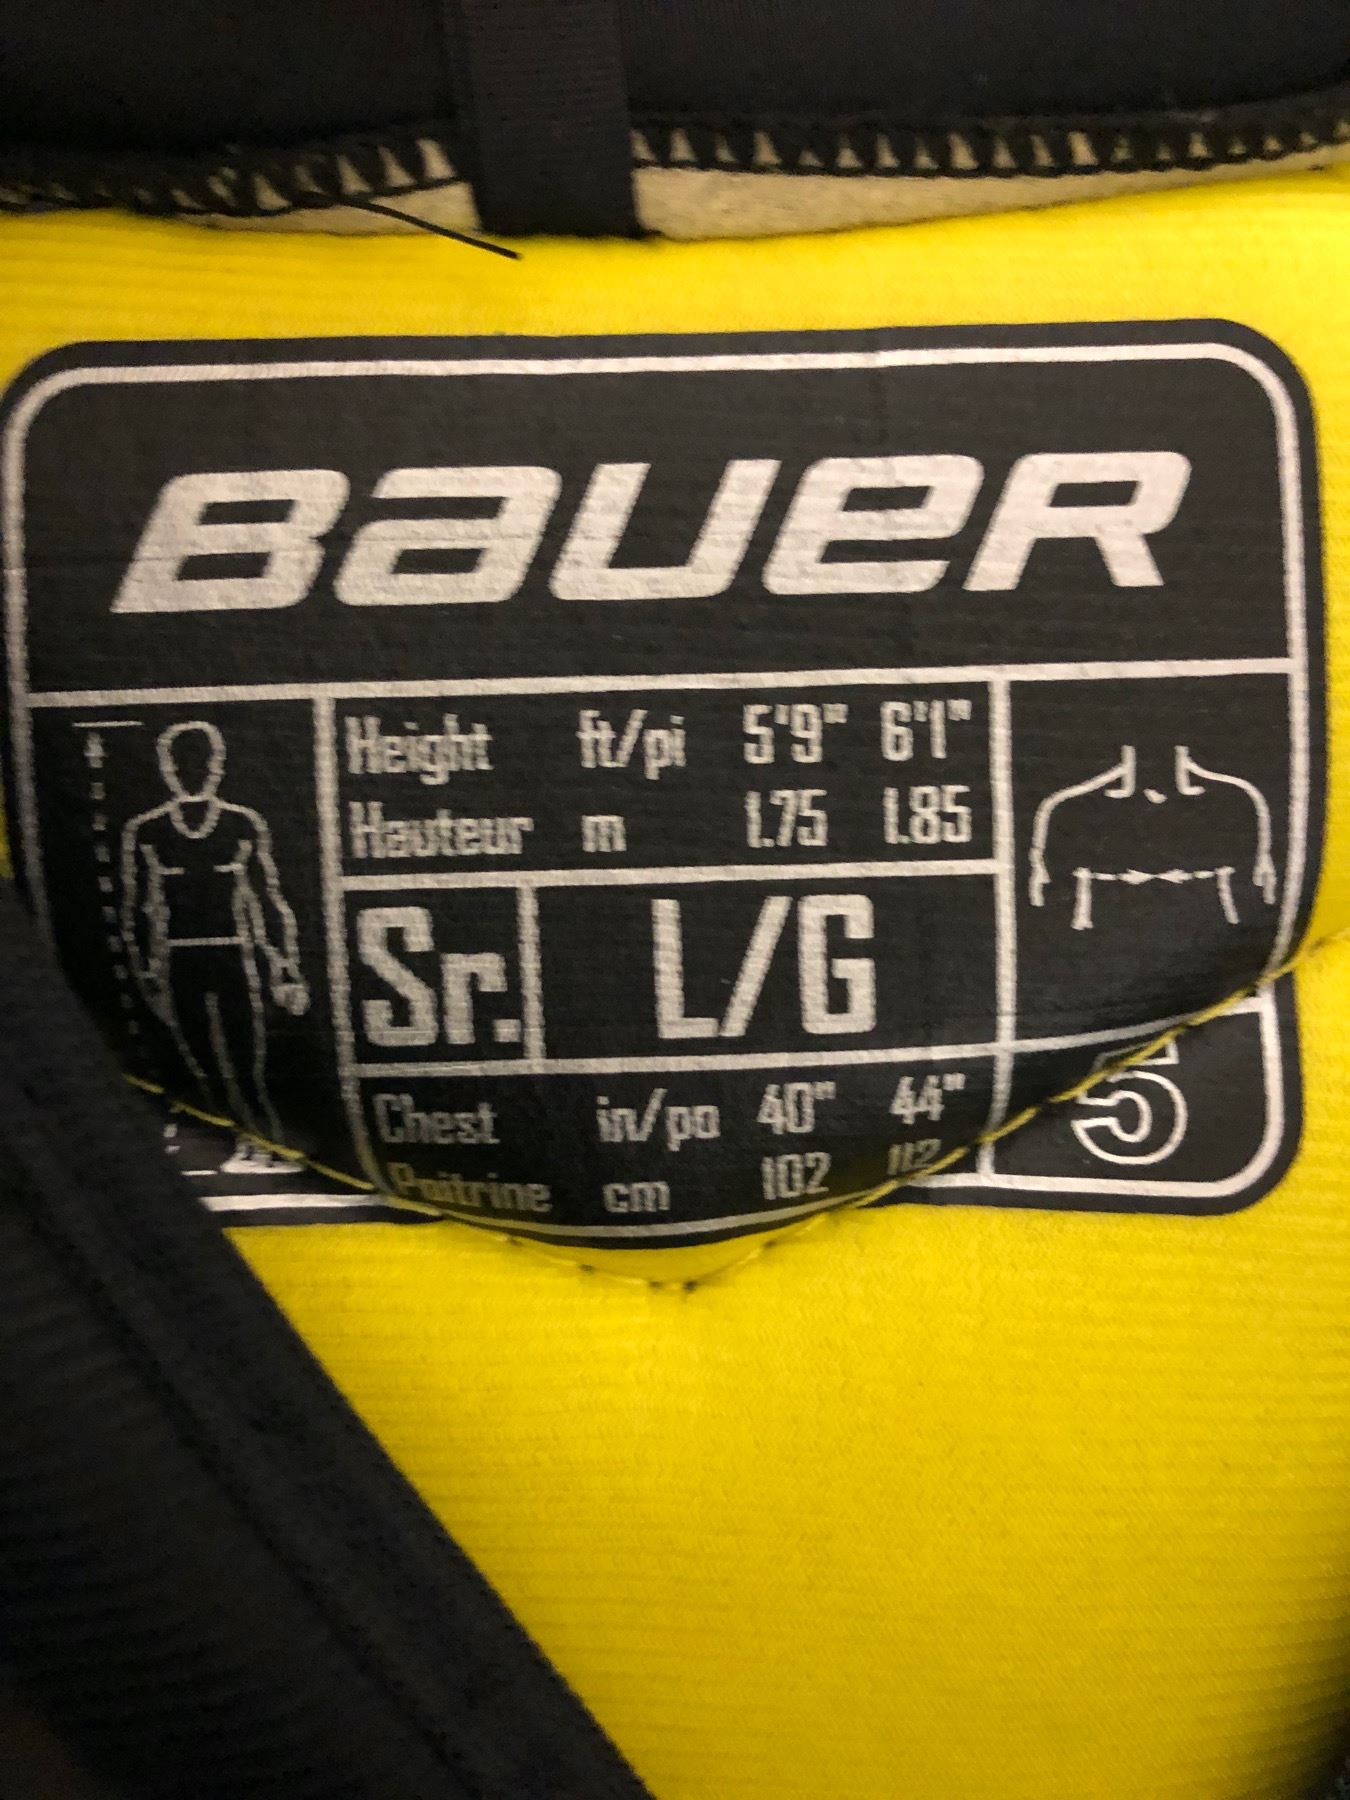 BAUER
Height ft/pi 5'9" 6'1"
Hauteur m 1.75 1.85
Sr. L/G
Chest in/po 40" 44"
Poitrine cm 102 112
5